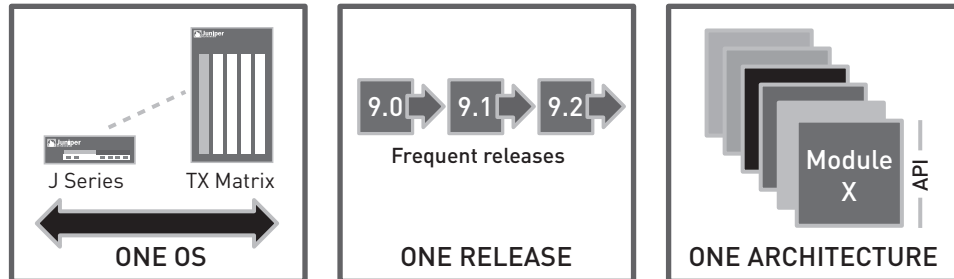 Juniper
Juniper
J Series
TX Matrix
ONE OS
9.0
9.1
9.2
Frequent releases
ONE RELEASE
Module
X
API
ONE ARCHITECTURE